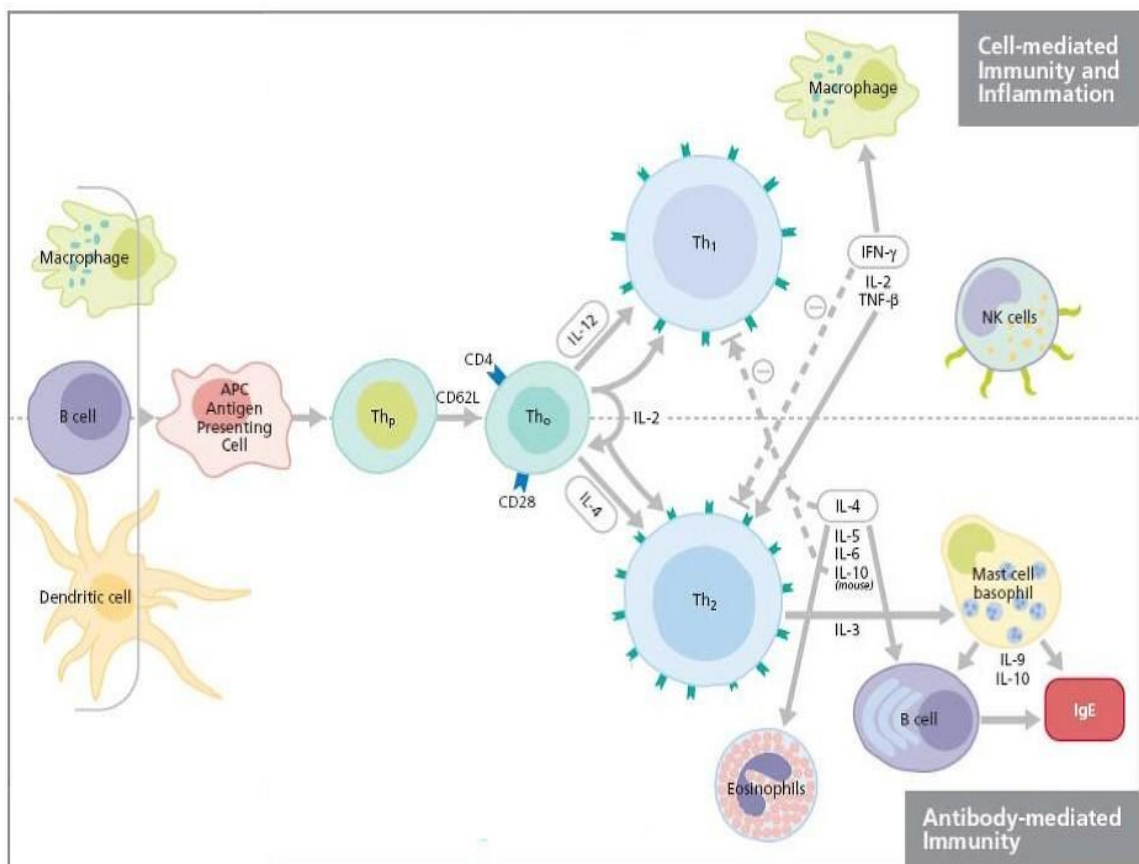 Cell-mediated
Immunity and
Inflammation
Macrophage
Macrophage
Th1
IFN-γ
IL-2
TNF-β
NK cells
IL-12
CD4
CD62L
B cell
APC
Antigen
Presenting
Cell
Thp
Tho
IL-2
CD28
IL-4
Dendritic cell
Th2
IL-4
IL-5
IL-6
IL-10
(mouse)
IL-3
Mast cell
basophil
IL-9
IL-10
B cell
IgE
Eosinophils
Antibody-mediated
Immunity